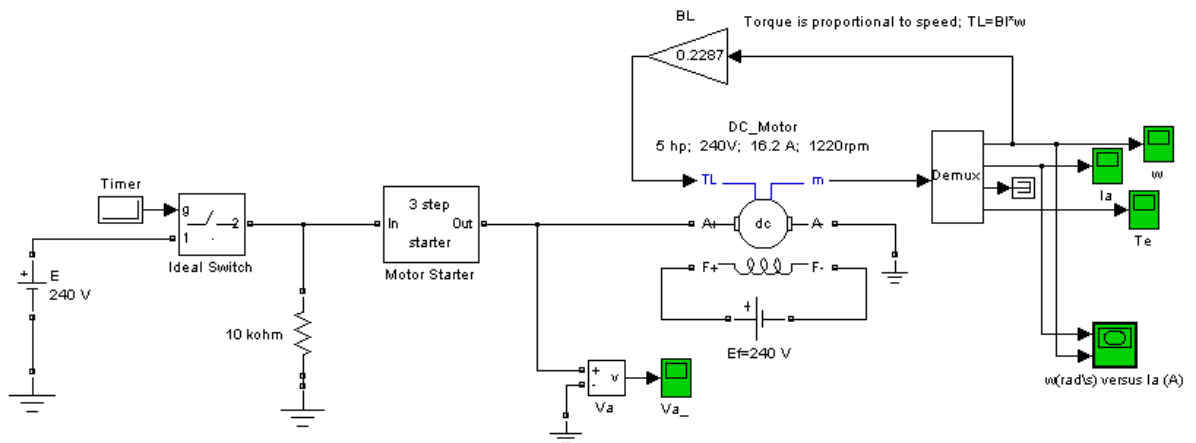 BL
Torque is proportional to speed; TL=Bl*w
0.2287
DC_Motor
5 hp; 240V; 16.2 A; 1220rpm
TL
m
Demux
w
Ia
Te
Timer
g
1
2
Ideal Switch
3 step
In
Out
starter
Motor Starter
A+
dc
A-
F+
F-
+
E
240 V
10 kohm
+
Ef=240 V
+
-
v
Va
Va_
w(rad\s) versus Ia (A)